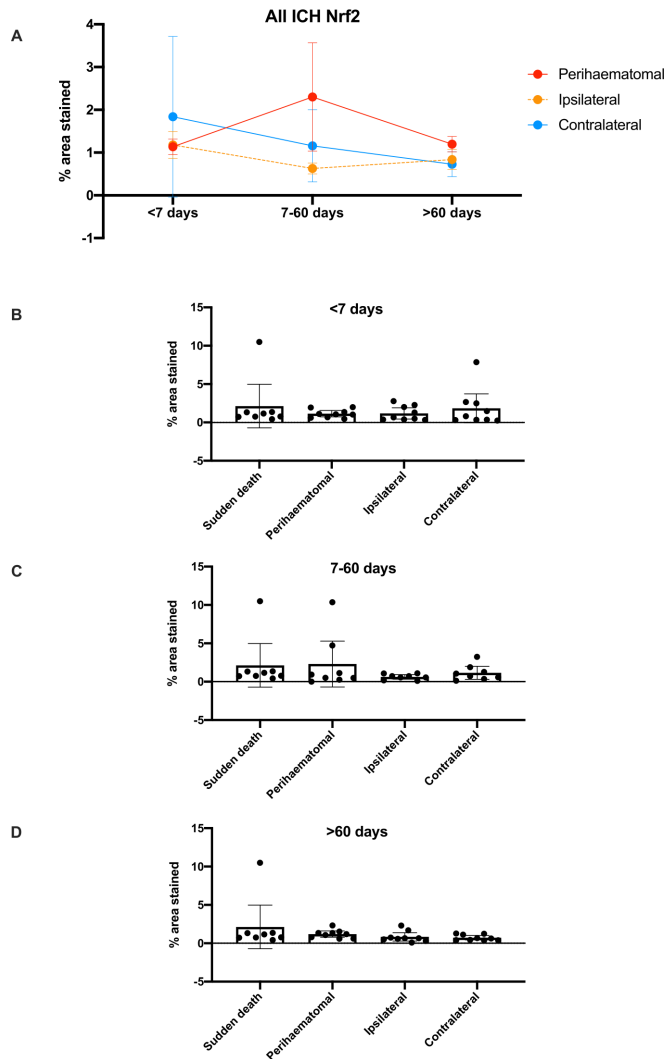 All ICH Nrf2
A
4
3
2
1
0
-1
% area stained
<7 days
7-60 days
>60 days
Perihaematomal
Ipsilateral
Contralateral
B
<7 days
15
10
5
0
-5
% area stained
Sudden death
Perihaematomal
Ipsilateral
Contralateral
C
7-60 days
15
10
5
0
-5
% area stained
Sudden death
Perihaematomal
Ipsilateral
Contralateral
D
>60 days
15
10
5
0
-5
% area stained
Sudden death
Perihaematomal
Ipsilateral
Contralateral